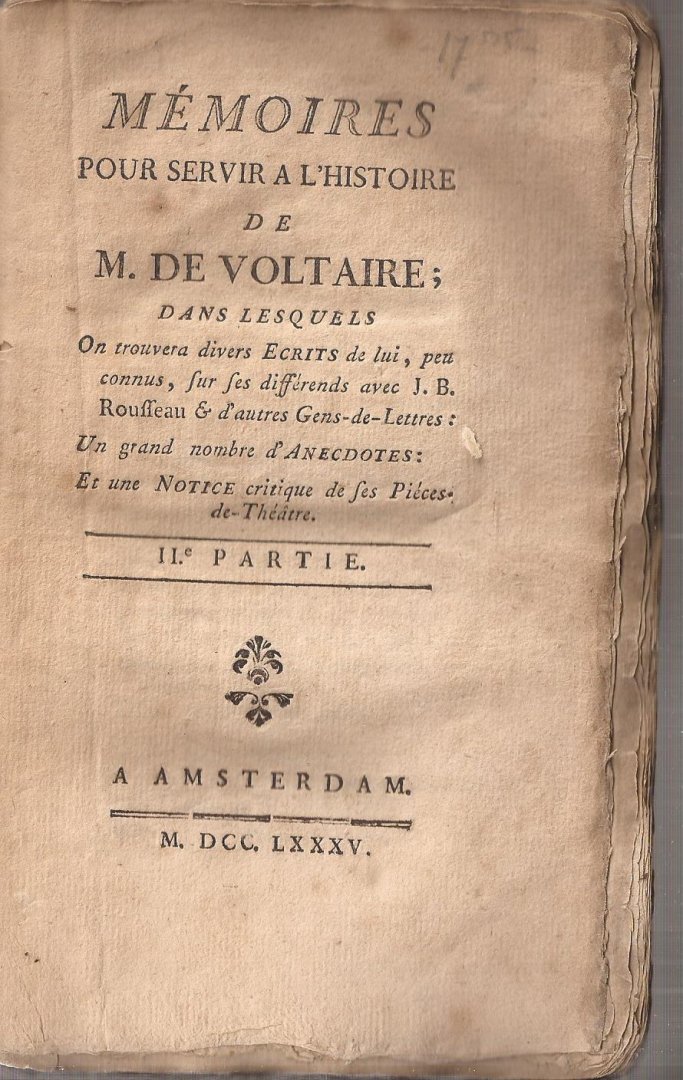 MÉMOIRES
POUR SERVIR A L'HISTOIRE
DE
M. DE VOLTAIRE;
DANS LESQUELS
On trouvera divers ECRITS de lui, peu
connus, ſur ſes différends avec J. B.
Rouſſeau & d'autres Gens-de-Lettres:
Un grand nombre d'ANECDOTES:
Et une NOTICE critique de ſes Piéces-
de-Théâtre.
II.e PARTIE.
A AMSTERDAM.
M. DCC. LXXXV.